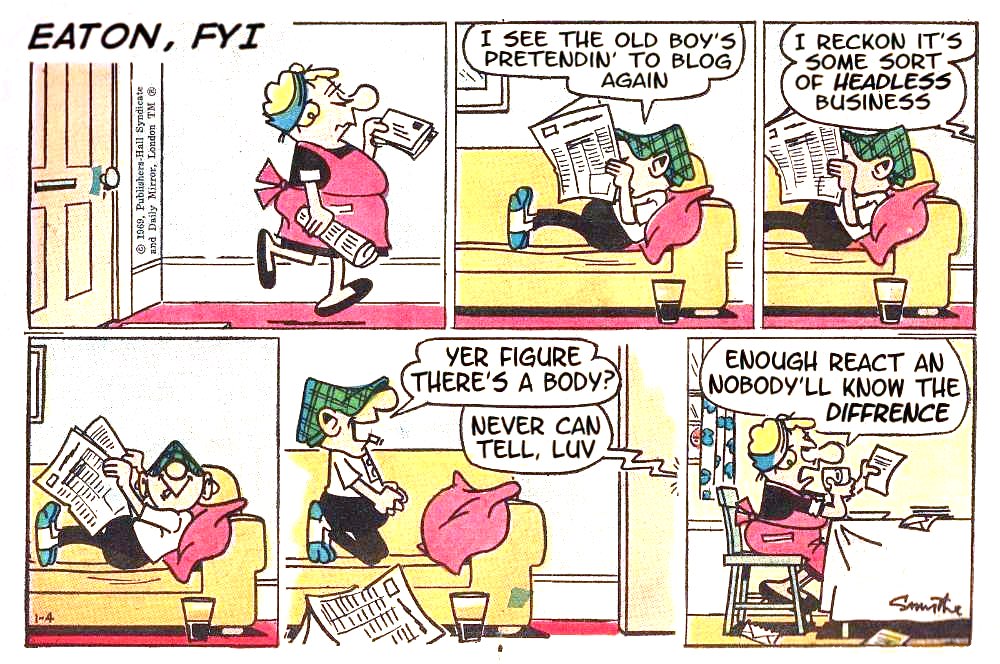 EATON, FYI
© 1969, Publishers-Hall Syndicate
and Daily Mirror, London TM ®
I SEE THE OLD BOY'S
PRETENDIN' TO BLOG
AGAIN
I RECKON IT'S
SOME SORT
OF HEADLESS
BUSINESS
1-4
YER FIGURE
THERE'S A BODY?
NEVER CAN
TELL, LUV
ENOUGH REACT AN
NOBODY'LL KNOW THE
DIFFRENCE
Smythe